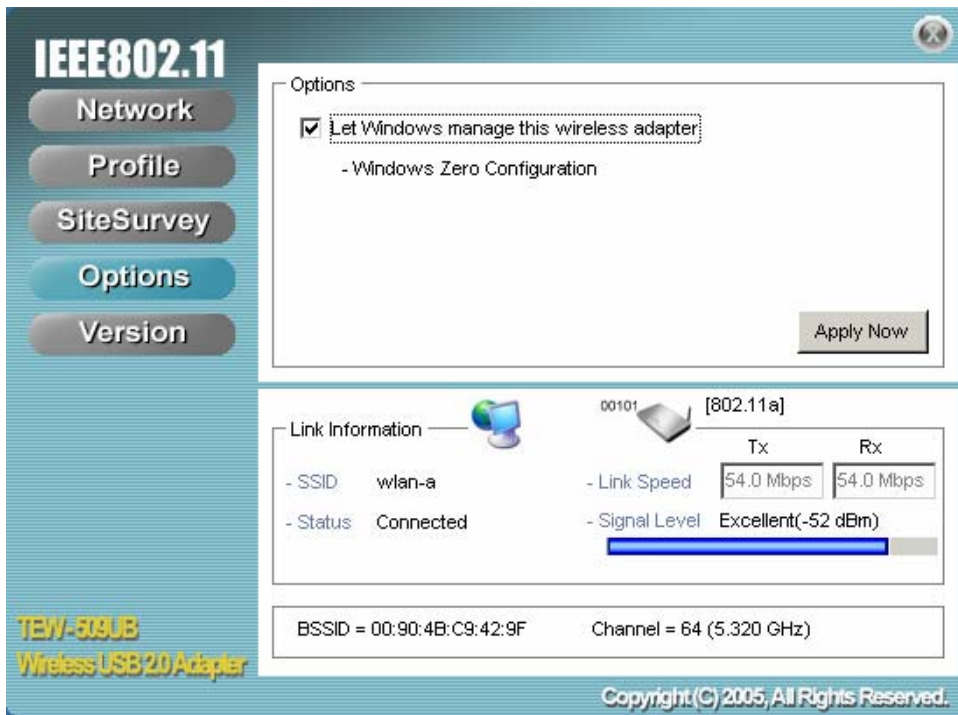 IEEE802.11
Network
Profile
SiteSurvey
Options
Version
Options
Let Windows manage this wireless adapter
- Windows Zero Configuration
Apply Now
Link Information
00101
[802.11a]
Tx Rx
- SSID wlan-a
- Link Speed 54.0 Mbps 54.0 Mbps
- Status Connected
- Signal Level Excellent(-52 dBm)
BSSID = 00:90:4B:C9:42:9F Channel = 64 (5.320 GHz)
TEW-509UB
Wireless USB 2.0 Adapter
Copyright (C) 2005, All Rights Reserved.